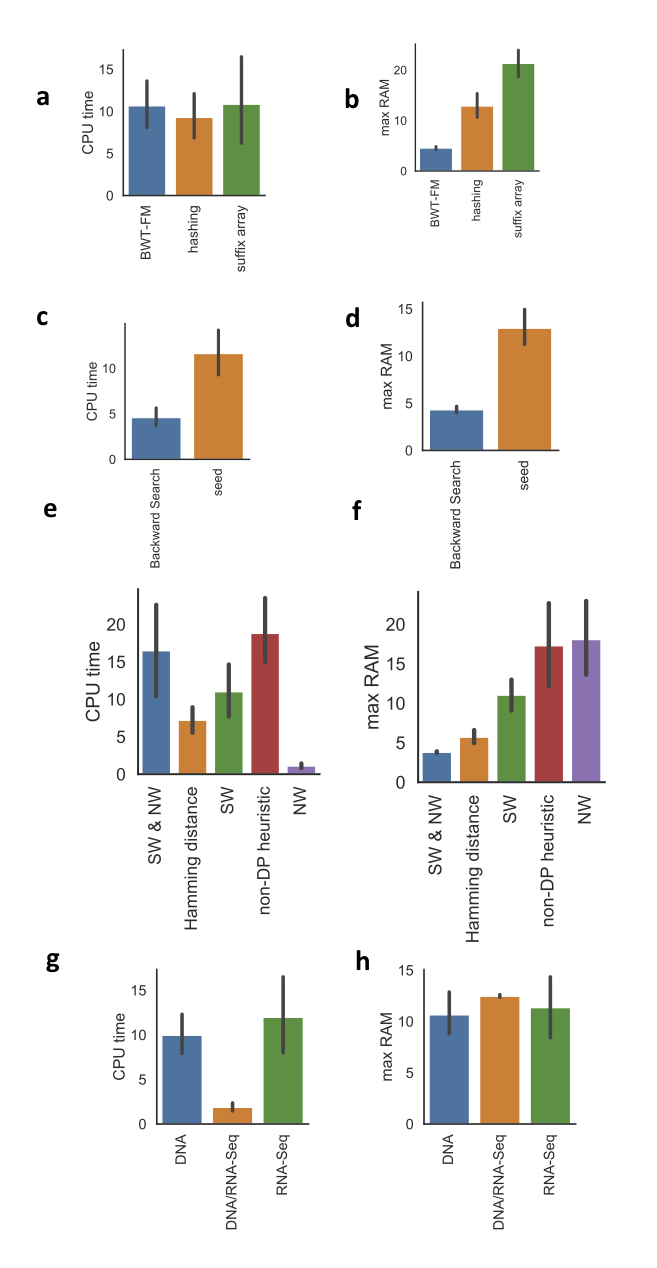 a
CPU time
15
10
5
0
BWT-FM
hashing
suffix array
b
max RAM
20
10
0
BWT-FM
hashing
suffix array
c
CPU time
10
5
0
Backward Search
seed
d
max RAM
15
10
5
0
Backward Search
seed
e
CPU time
20
15
10
5
0
SW & NW
Hamming distance
SW
non-DP heuristic
NW
f
max RAM
20
15
10
5
0
SW & NW
Hamming distance
SW
non-DP heuristic
NW
g
CPU time
15
10
5
0
DNA
DNA/RNA-Seq
RNA-Seq
h
max RAM
15
10
5
0
DNA
DNA/RNA-Seq
RNA-Seq